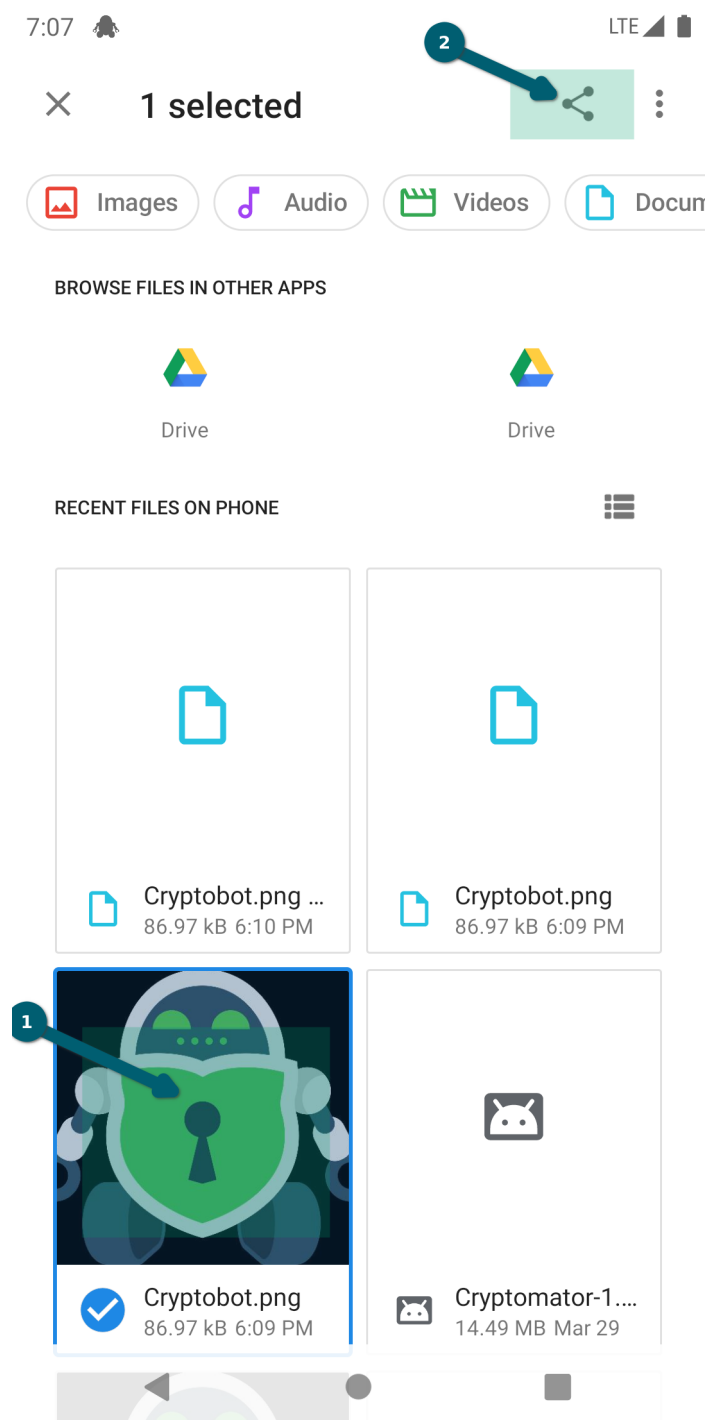 7:07
LTE
2
1 selected
Images
Audio
Videos
Docum
BROWSE FILES IN OTHER APPS
Drive
Drive
RECENT FILES ON PHONE
Cryptobot.png ...
86.97 kB 6:10 PM
Cryptobot.png
86.97 kB 6:09 PM
1
Cryptobot.png
86.97 kB 6:09 PM
Cryptomator-1....
14.49 MB Mar 29